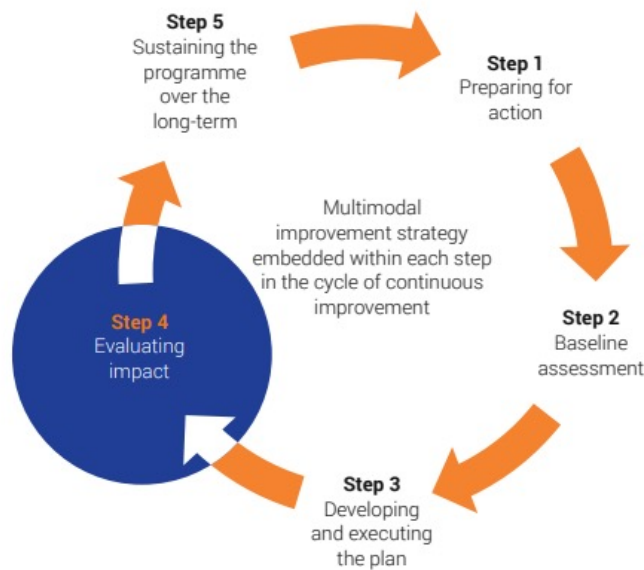 Step 5
Sustaining the
programme
over the
long-term
Step 1
Preparing for
action
Multimodal
improvement strategy
embedded within each step
in the cycle of continuous
improvement
Step 2
Baseline
assessment
Step 3
Developing
and executing
the plan
Step 4
Evaluating
impact